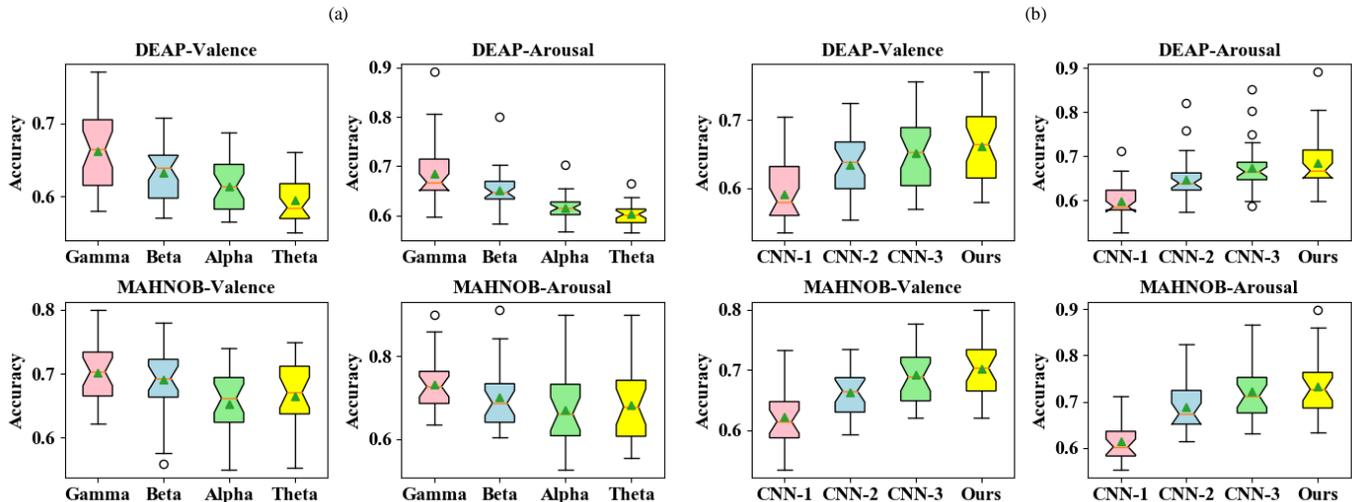 (a)
(b)
DEAP-Valence
DEAP-Arousal
DEAP-Valence
DEAP-Arousal
Accuracy
0.7
0.6
Gamma Beta Alpha Theta
Accuracy
0.9
0.8
0.7
0.6
Gamma Beta Alpha Theta
Accuracy
0.7
0.6
CNN-1 CNN-2 CNN-3 Ours
Accuracy
0.9
0.8
0.7
0.6
CNN-1 CNN-2 CNN-3 Ours
MAHNOB-Valence
MAHNOB-Arousal
MAHNOB-Valence
MAHNOB-Arousal
Accuracy
0.8
0.7
0.6
Gamma Beta Alpha Theta
Accuracy
0.8
0.6
Gamma Beta Alpha Theta
Accuracy
0.8
0.7
0.6
CNN-1 CNN-2 CNN-3 Ours
Accuracy
0.9
0.8
0.7
0.6
CNN-1 CNN-2 CNN-3 Ours